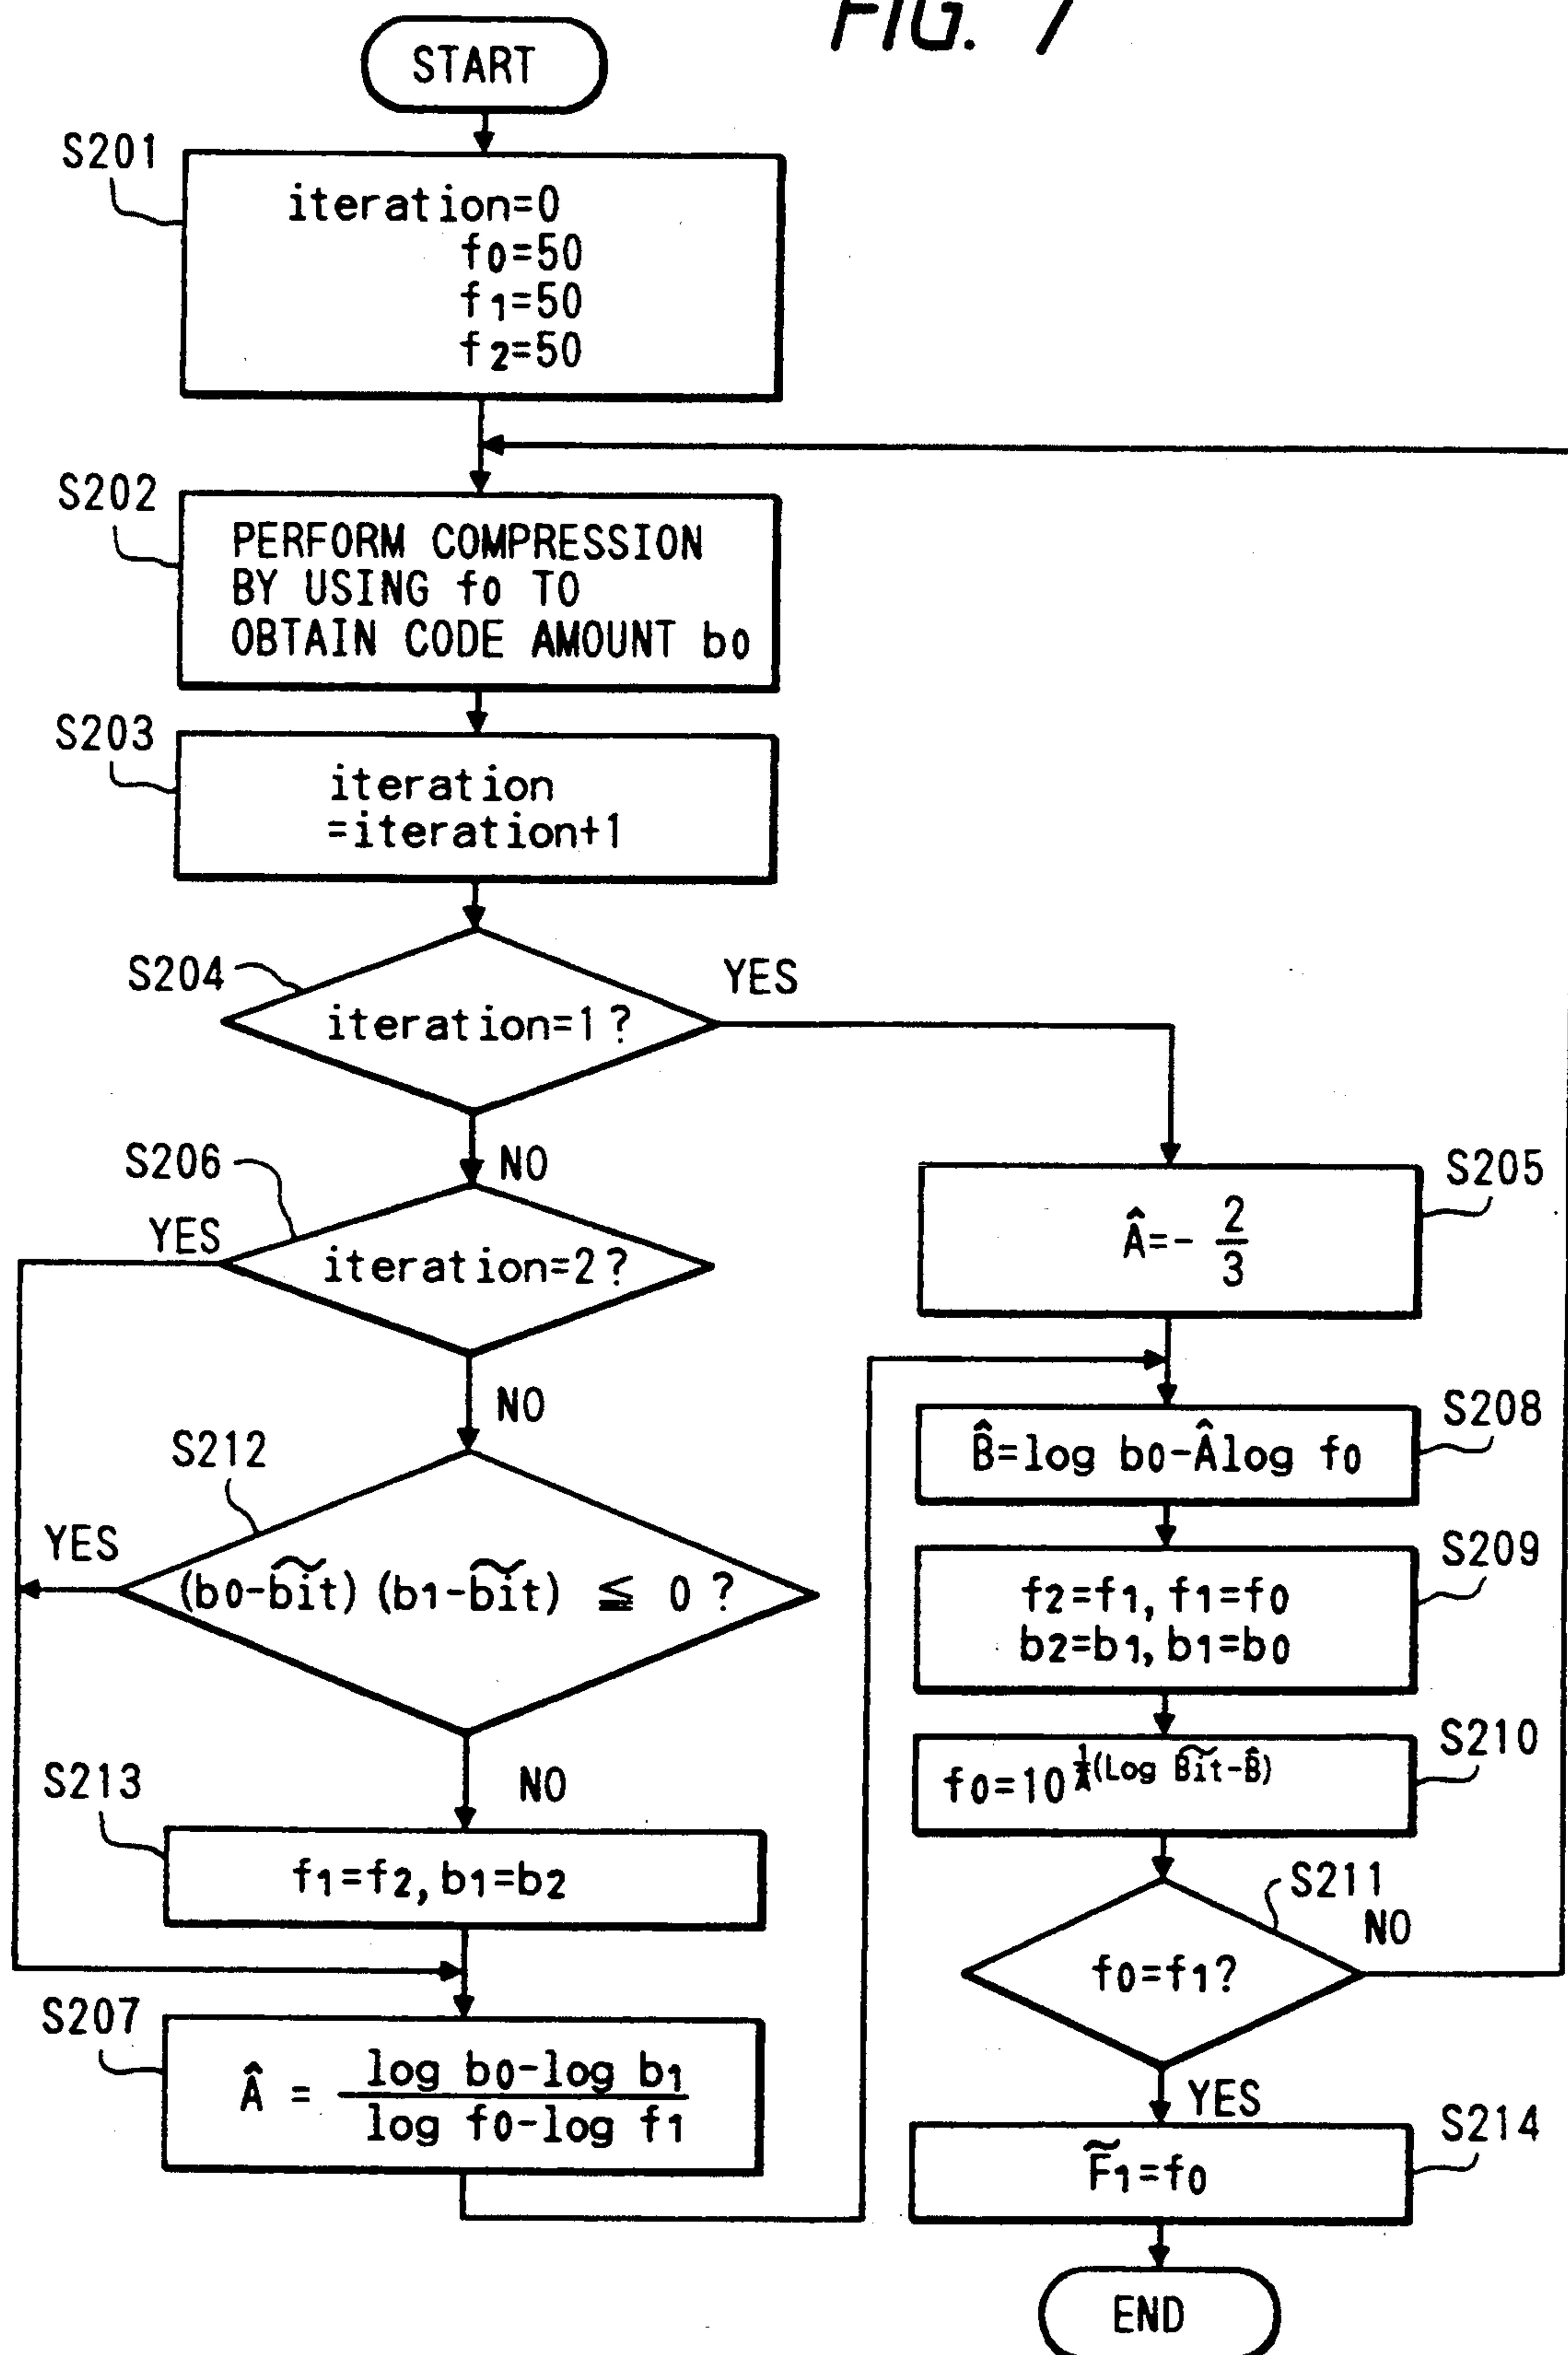 FIG. 7
START
S201
iteration=0
f0=50
f1=50
f2=50
S202
PERFORM COMPRESSION
BY USING f0 TO
OBTAIN CODE AMOUNT b0
S203
iteration
=iteration+1
S204
iteration=1?
YES
NO
S205
Â=- 2/3
S206
iteration=2?
YES
NO
S212
(b0-b͠it) (b1-b͠it) ≦ 0 ?
YES
NO
S213
f1=f2, b1=b2
S207
Â = (log b0-log b1)/(log f0-log f1)
S208
B̂=log b0-Âlog f0
S209
f2=f1, f1=f0
b2=b1, b1=b0
S210
f0=10^(1/Â(Log B͠it-B̂))
S211
f0=f1?
NO
YES
S214
F̃1=f0
END